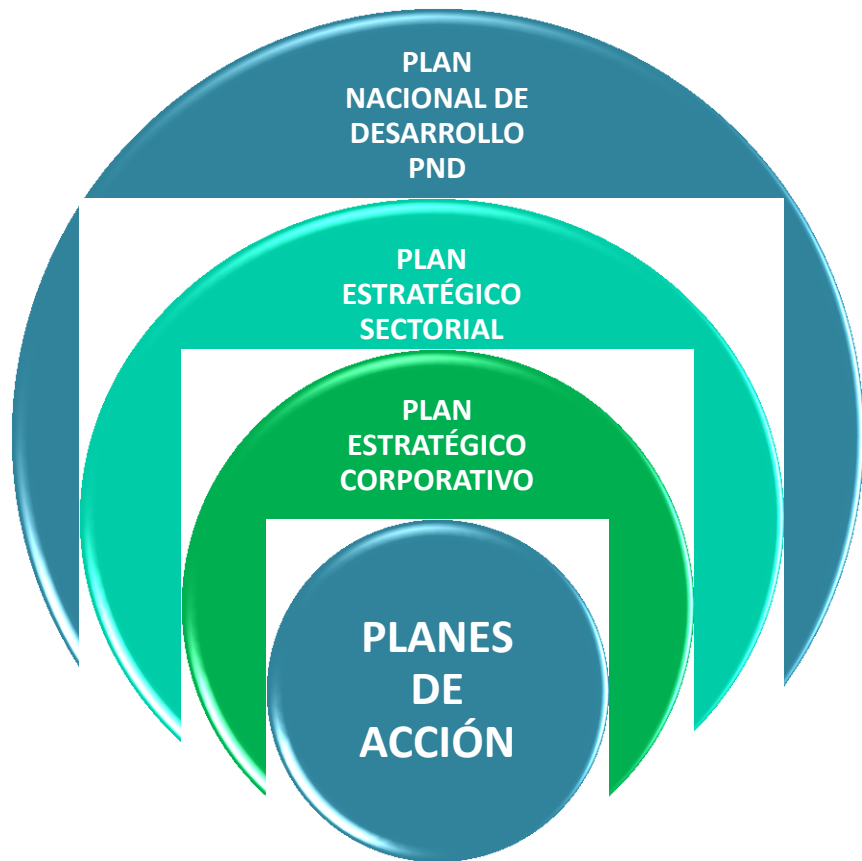 PLAN
NACIONAL DE
DESARROLLO
PND
PLAN
ESTRATÉGICO
SECTORIAL
PLAN
ESTRATÉGICO
CORPORATIVO
PLANES
DE
ACCIÓN